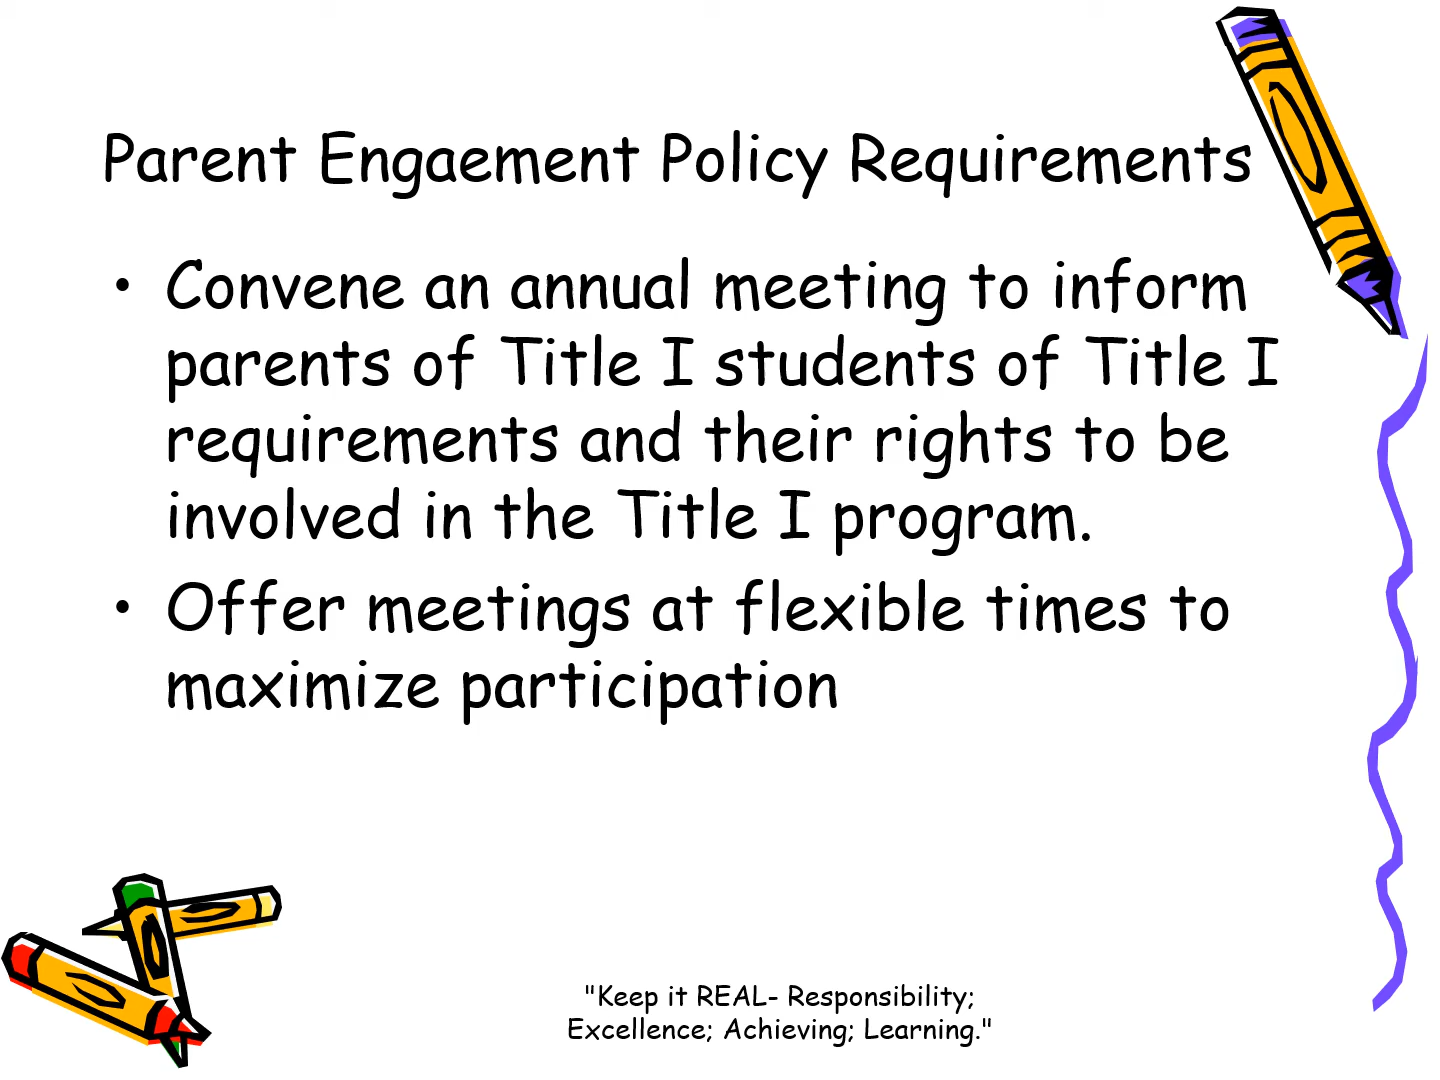 Parent Engaement Policy Requirements
• Convene an annual meeting to inform
parents of Title I students of Title I
requirements and their rights to be
involved in the Title I program.
• Offer meetings at flexible times to
maximize participation
"Keep it REAL- Responsibility;
Excellence; Achieving; Learning."